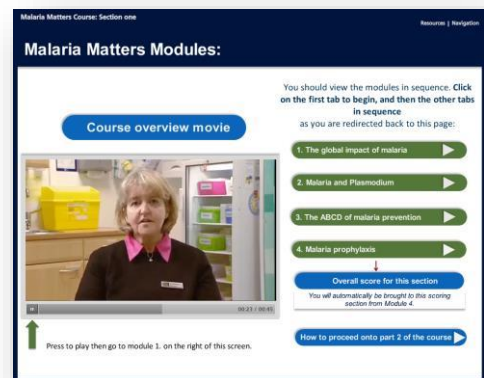 Malaria Matters Course: Section one
Resources | Navigation
Malaria Matters Modules:
You should view the modules in sequence. Click
on the first tab to begin, and then the other tabs
in sequence
as you are redirected back to this page:
Course overview movie
1. The global impact of malaria
2. Malaria and Plasmodium
3. The ABCD of malaria prevention
4. Malaria prophylaxis
Overall score for this section
You will automatically be brought to this scoring
section from Module 4.
00:23 / 00:45
Press to play then go to module 1. on the right of this screen.
How to proceed onto part 2 of the course